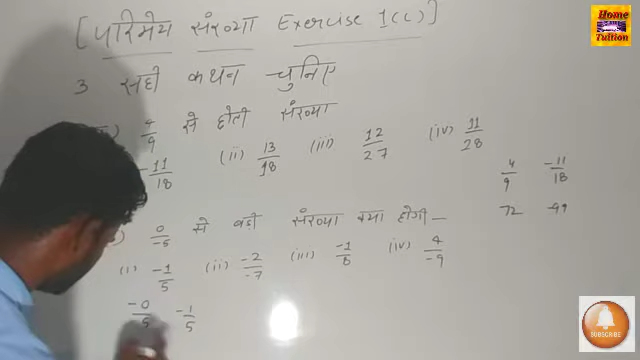 Home
Tuition
[परिमेय संख्या Exercise 1(c)]
3 सही कथन चुनिए
) 4/9 से छोटी संख्या
-11/18 (ii) 13/18 (iii) 12/27 (iv) 11/28
4/9 -11/18
72 -99
) 0/-5 से बड़ी संख्या क्या होगी —
(i) -1/5 (ii) -2/-7 (iii) -1/8 (iv) 4/-9
-0/5 -1/5
SUBSCRIBE